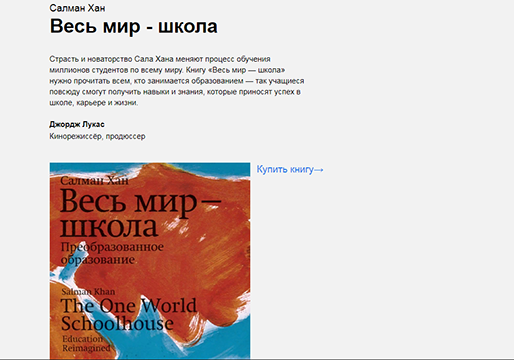 Салман Хан
Весь мир - школа
Страсть и новаторство Сала Хана меняют процесс обучения
миллионов студентов по всему миру. Книгу «Весь мир — школа»
нужно прочитать всем, кто занимается образованием — так учащиеся
повсюду смогут получить навыки и знания, которые приносят успех в
школе, карьере и жизни.
Джордж Лукас
Кинорежиссёр, продюссер
Купить книгу→
Салман Хан
Весь мир—
школа
Преобразованное
образование
Salman Khan
The One World
Schoolhouse
Education
Reimagined